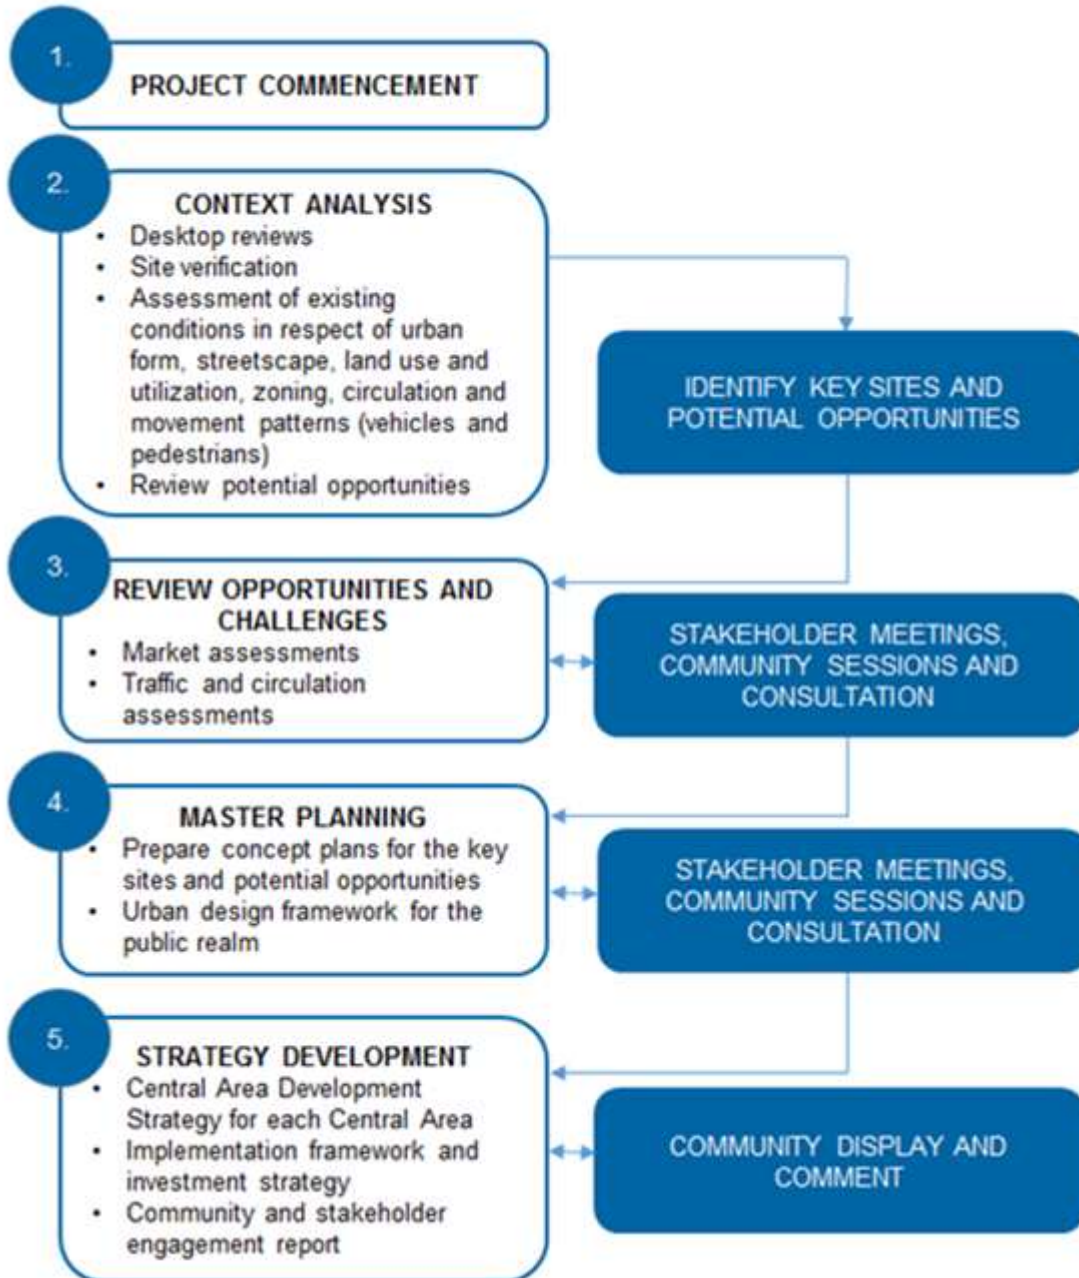 1.
PROJECT COMMENCEMENT
2.
CONTEXT ANALYSIS
• Desktop reviews
• Site verification
• Assessment of existing
conditions in respect of urban
form, streetscape, land use and
utilization, zoning, circulation and
movement patterns (vehicles and
pedestrians)
• Review potential opportunities
IDENTIFY KEY SITES AND
POTENTIAL OPPORTUNITIES
3.
REVIEW OPPORTUNITIES AND
CHALLENGES
• Market assessments
• Traffic and circulation
assessments
STAKEHOLDER MEETINGS,
COMMUNITY SESSIONS AND
CONSULTATION
4.
MASTER PLANNING
• Prepare concept plans for the key
sites and potential opportunities
• Urban design framework for the
public realm
STAKEHOLDER MEETINGS,
COMMUNITY SESSIONS AND
CONSULTATION
5.
STRATEGY DEVELOPMENT
• Central Area Development
Strategy for each Central Area
• Implementation framework and
investment strategy
• Community and stakeholder
engagement report
COMMUNITY DISPLAY AND
COMMENT